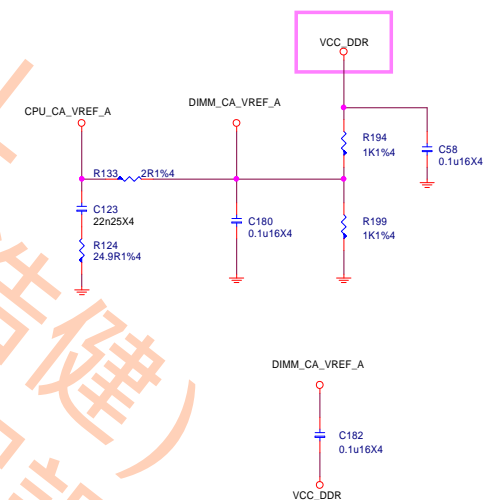 VCC_DDR
CPU_CA_VREF_A
DIMM_CA_VREF_A
R194
1K1%4
C58
0.1u16X4
R133
2R1%4
C123
22n25X4
C180
0.1u16X4
R199
1K1%4
R124
24.9R1%4
DIMM_CA_VREF_A
C182
0.1u16X4
VCC_DDR
健)